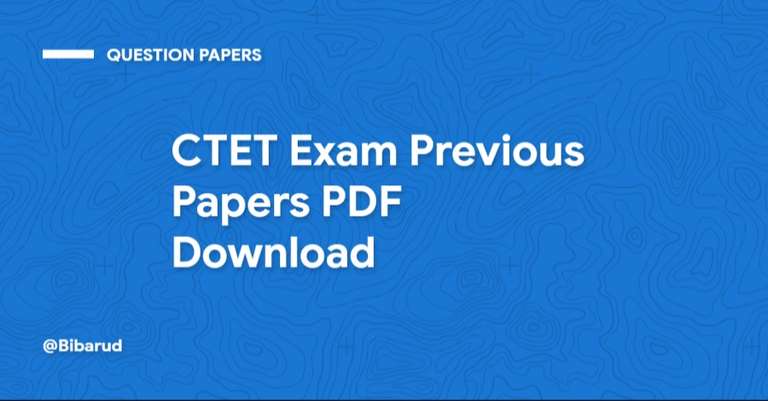 QUESTION PAPERS
CTET Exam Previous
Papers PDF
Download
@Bibarud